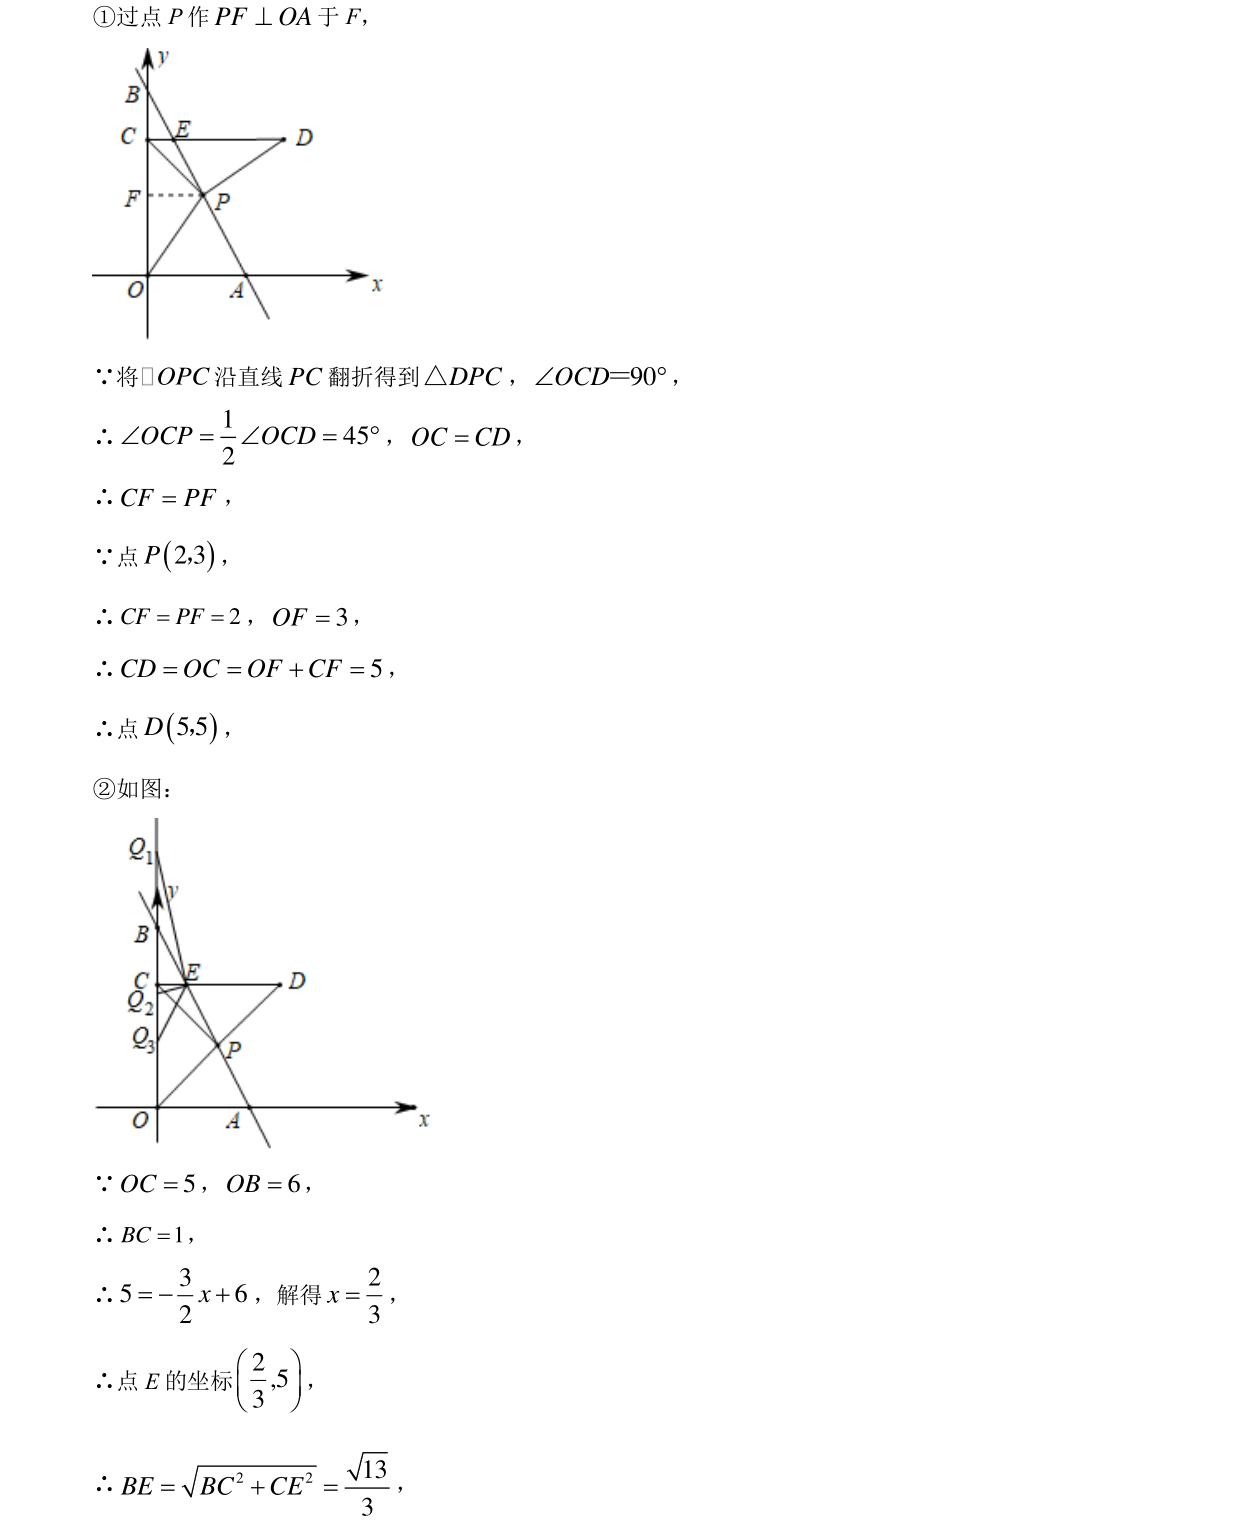 ①过点 P 作 PF ⊥ OA 于 F，
y
B
C
E
D
F
P
O
A
x
∵将□OPC 沿直线 PC 翻折得到△DPC，∠OCD=90°，
∴∠OCP = 1/2 ∠OCD = 45°，OC = CD，
∴CF = PF，
∵点 P(2,3)，
∴CF = PF = 2，OF = 3，
∴CD = OC = OF + CF = 5，
∴点 D(5,5)，
②如图：
Q₁
y
B
C
E
D
Q₂
Q₃
P
O
A
x
∵OC = 5，OB = 6，
∴BC = 1，
∴5 = -3/2 x + 6，解得 x = 2/3，
∴点 E 的坐标(2/3,5)，
∴BE = √(BC² + CE²) = √13/3，